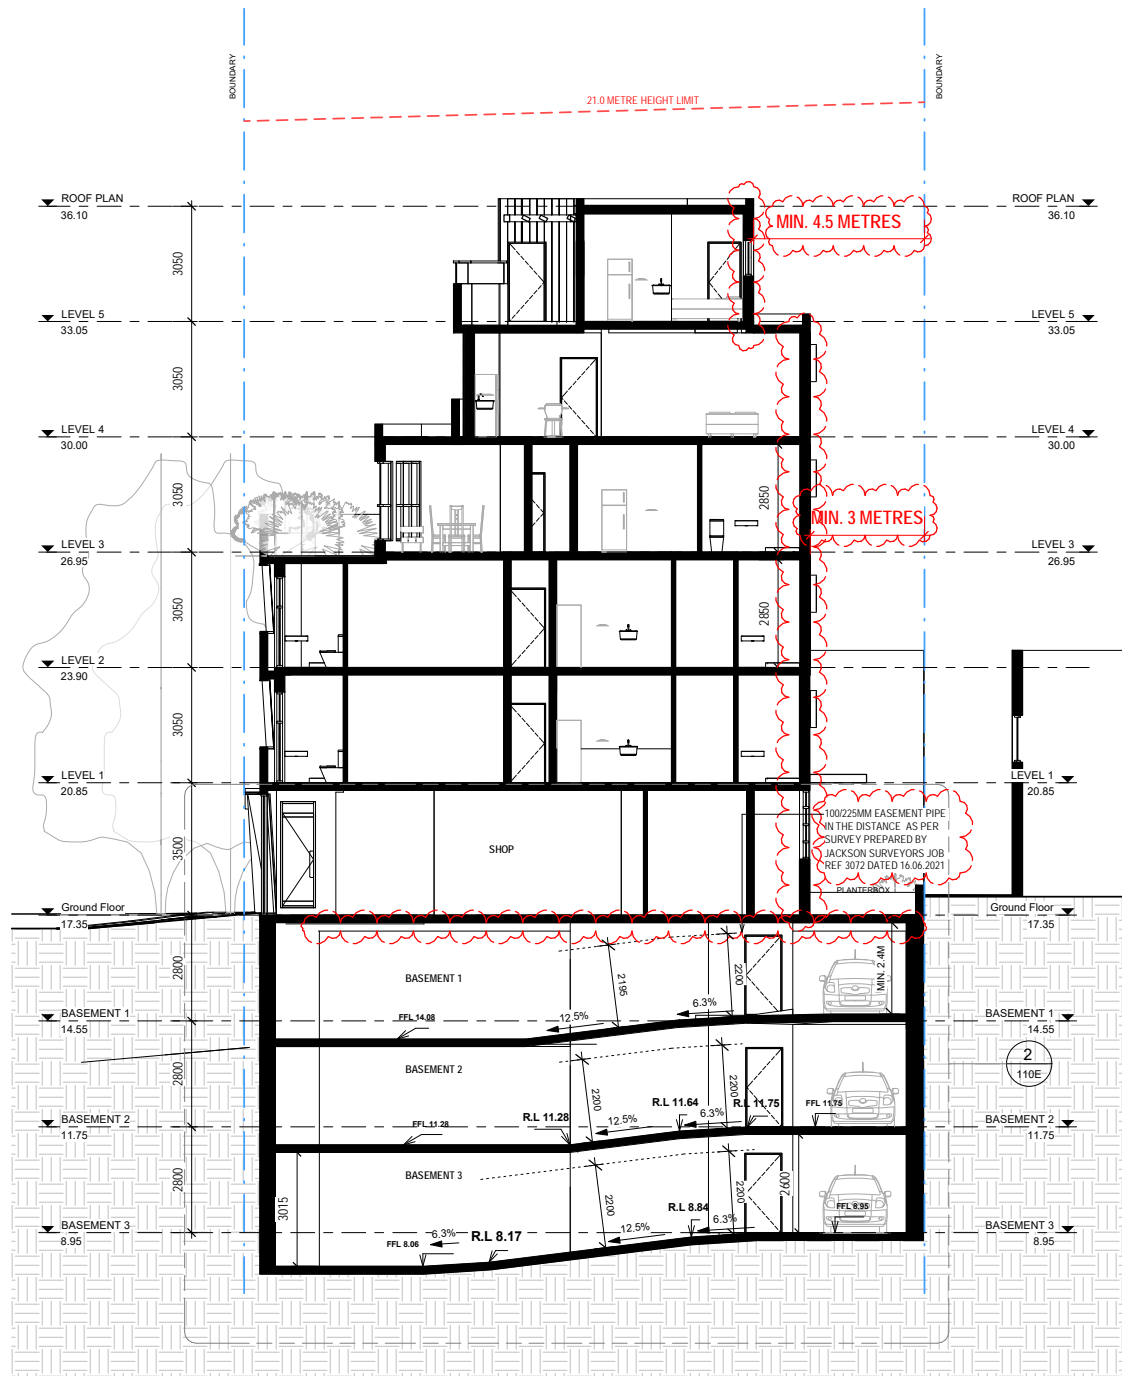 BOUNDARY
BOUNDARY
21.0 METRE HEIGHT LIMIT
ROOF PLAN
36.10
ROOF PLAN
36.10
MIN. 4.5 METRES
3050
LEVEL 5
33.05
LEVEL 5
33.05
3050
LEVEL 4
30.00
LEVEL 4
30.00
3050
2850
MIN. 3 METRES
LEVEL 3
26.95
LEVEL 3
26.95
3050
2850
LEVEL 2
23.90
3050
LEVEL 1
20.85
LEVEL 1
20.85
3500
SHOP
100/225MM EASEMENT PIPE
IN THE DISTANCE AS PER
SURVEY PREPARED BY
JACKSON SURVEYORS JOB
REF 3072 DATED 16.06.2021
PLANTERBOX
Ground Floor
17.35
Ground Floor
17.35
2800
BASEMENT 1
2195
2200
MIN. 2.4M
6.3%
12.5%
FFL 14.08
BASEMENT 1
14.55
BASEMENT 1
14.55
2800
BASEMENT 2
2200
2200
2
110E
R.L 11.28
R.L 11.64
R.L 11.75
FFL 11.75
6.3%
12.5%
FFL 11.28
BASEMENT 2
11.75
BASEMENT 2
11.75
2800
BASEMENT 3
3015
2200
2200
2600
R.L 8.84
FFL 8.95
6.3%
12.5%
6.3%
R.L 8.17
FFL 8.06
BASEMENT 3
8.95
BASEMENT 3
8.95